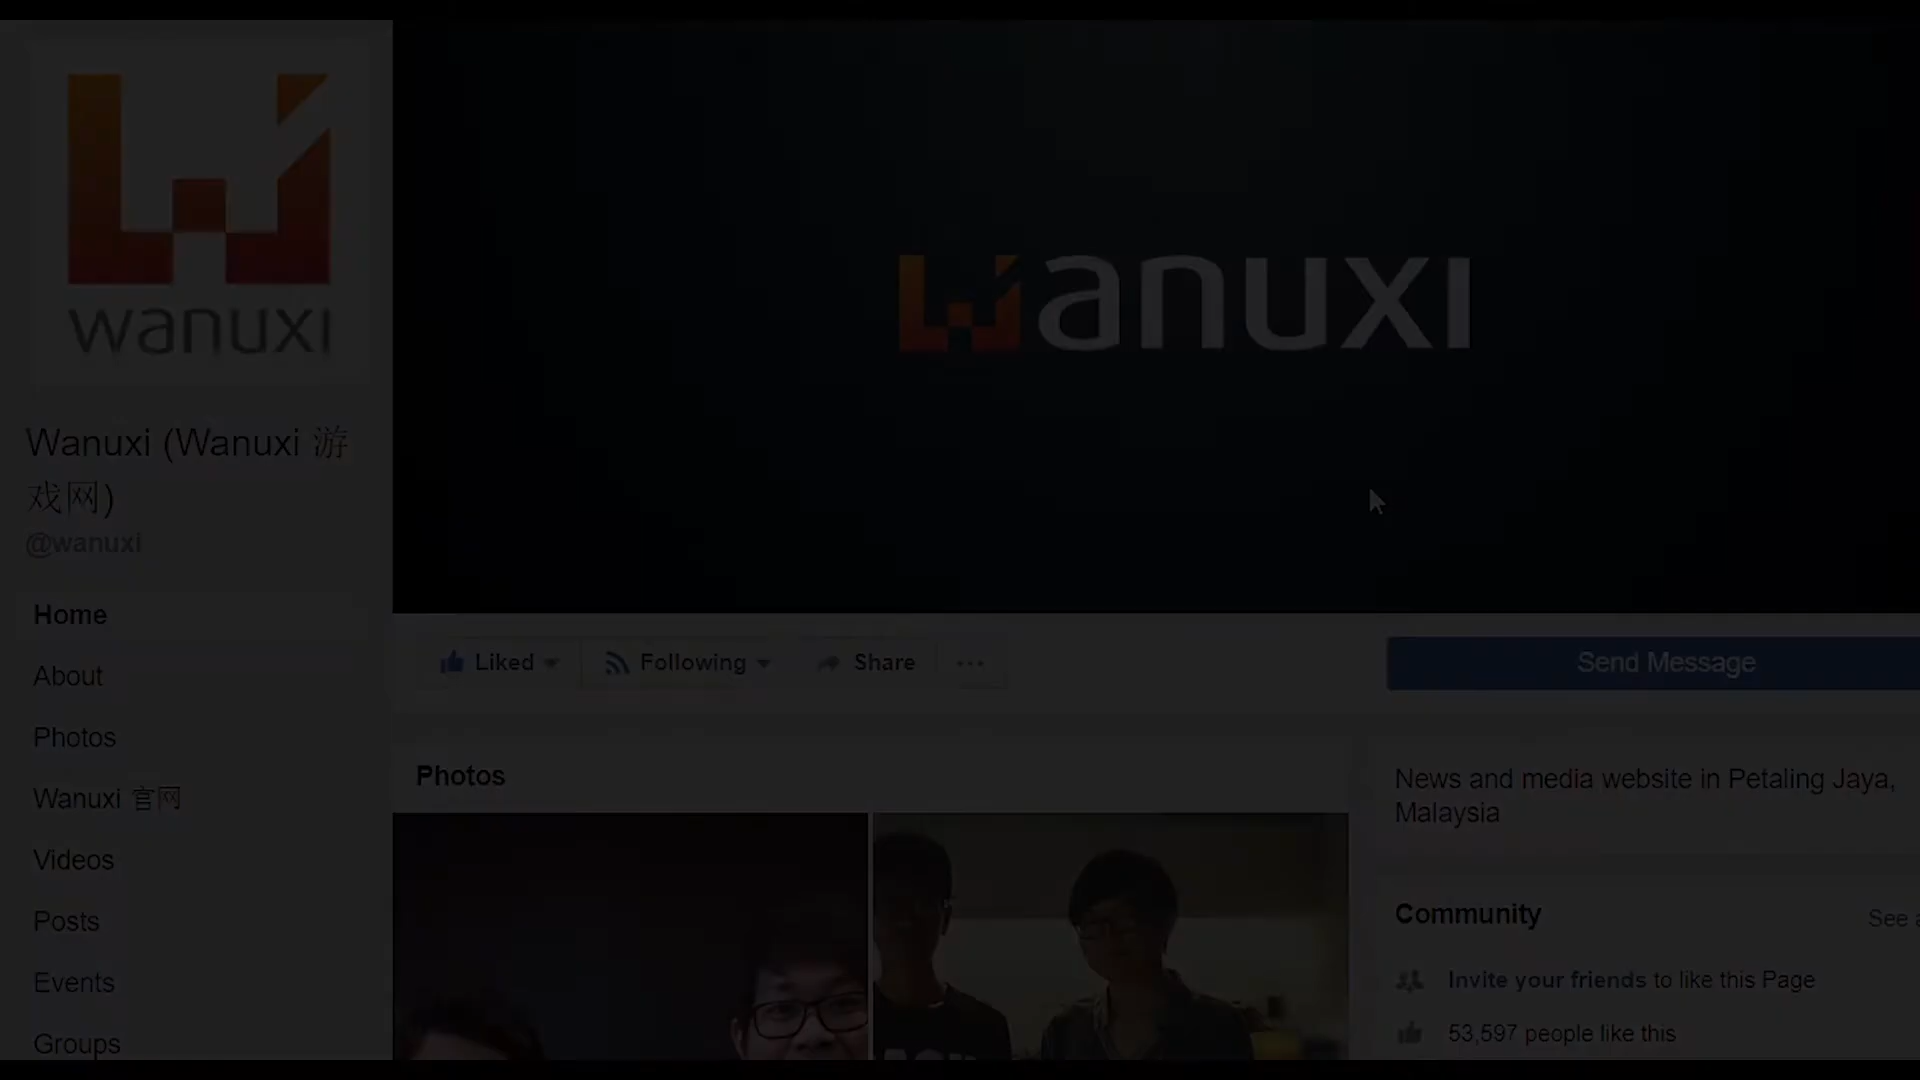 wanuxi
Wanuxi (Wanuxi 游
戏网)
@wanuxi
Home
About
Photos
Wanuxi 官网
Videos
Posts
Events
Groups
wanuxi
Liked
Following
Share
Send Message
Photos
News and media website in Petaling Jaya,
Malaysia
Community
See
Invite your friends to like this Page
53,597 people like this